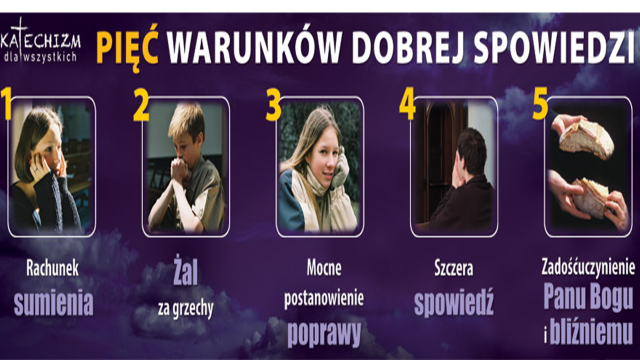 KATECHIZM
dla wszystkich
PIĘĆ WARUNKÓW DOBREJ SPOWIEDZI
1
2
3
4
5
Rachunek
sumienia
Żal
za grzechy
Mocne
postanowienie
poprawy
Szczera
spowiedź
Zadośćuczynienie
Panu Bogu
i bliźniemu